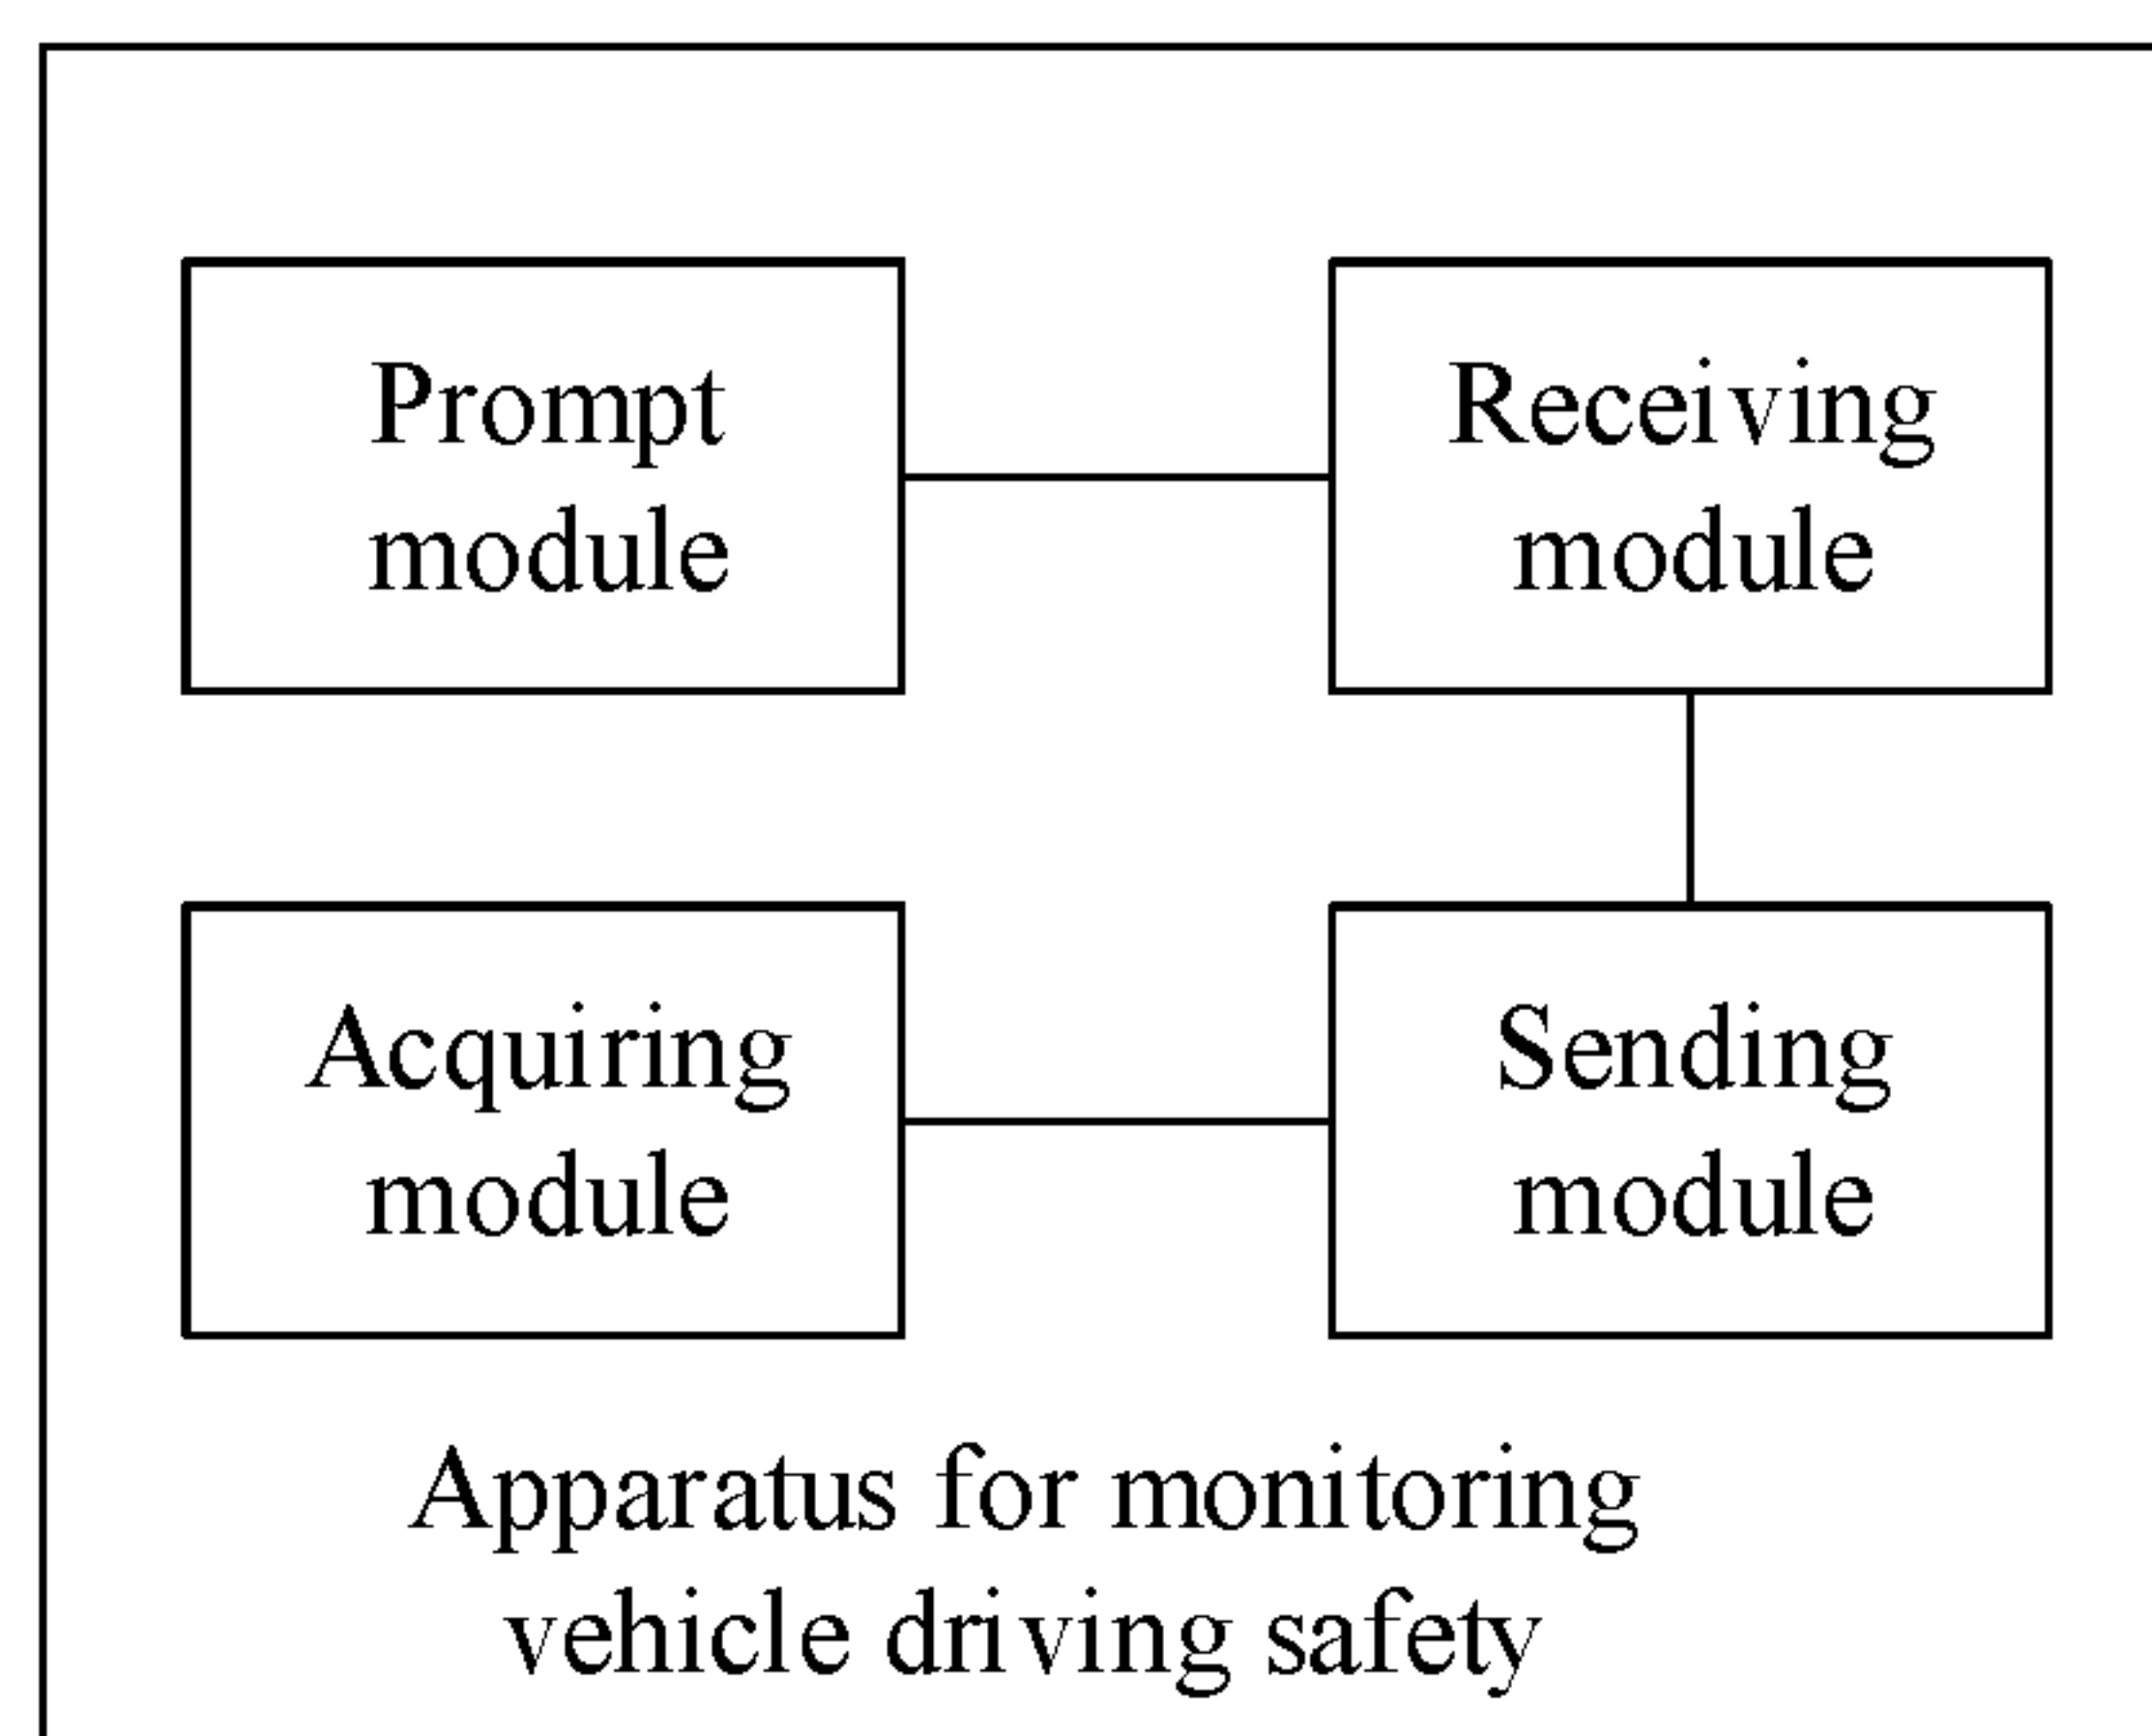 Prompt
module
Receiving
module
Acquiring
module
Sending
module
Apparatus for monitoring
vehicle driving safety